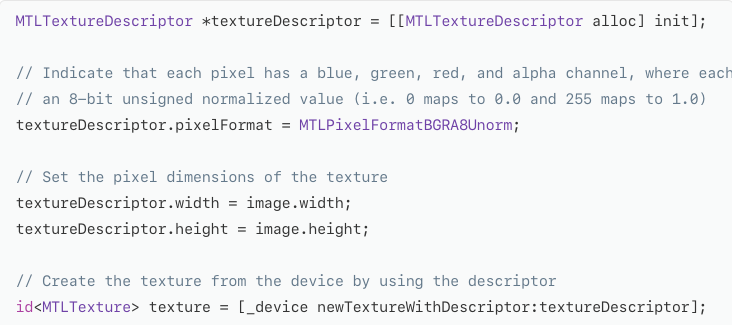 MTLTextureDescriptor *textureDescriptor = [[MTLTextureDescriptor alloc] init];
// Indicate that each pixel has a blue, green, red, and alpha channel, where each
// an 8-bit unsigned normalized value (i.e. 0 maps to 0.0 and 255 maps to 1.0)
textureDescriptor.pixelFormat = MTLPixelFormatBGRA8Unorm;
// Set the pixel dimensions of the texture
textureDescriptor.width = image.width;
textureDescriptor.height = image.height;
// Create the texture from the device by using the descriptor
id<MTLTexture> texture = [_device newTextureWithDescriptor:textureDescriptor];